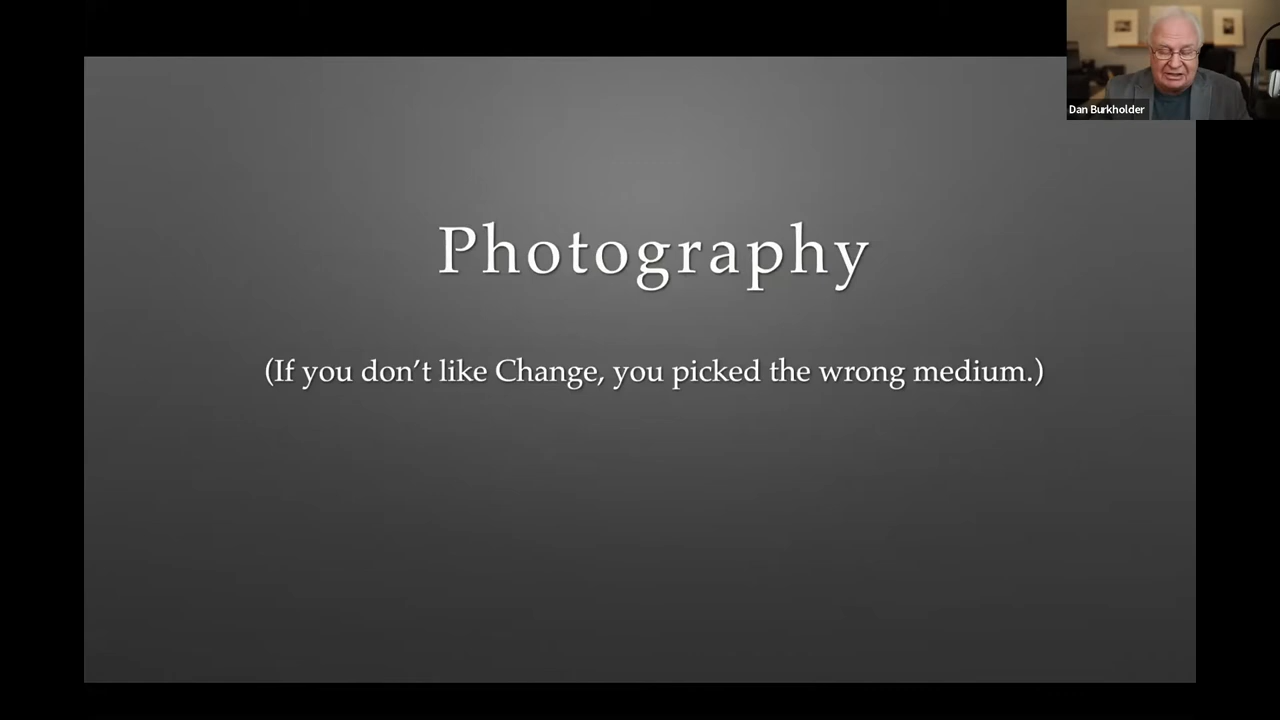 Dan Burkholder
Photography
(If you don’t like Change, you picked the wrong medium.)